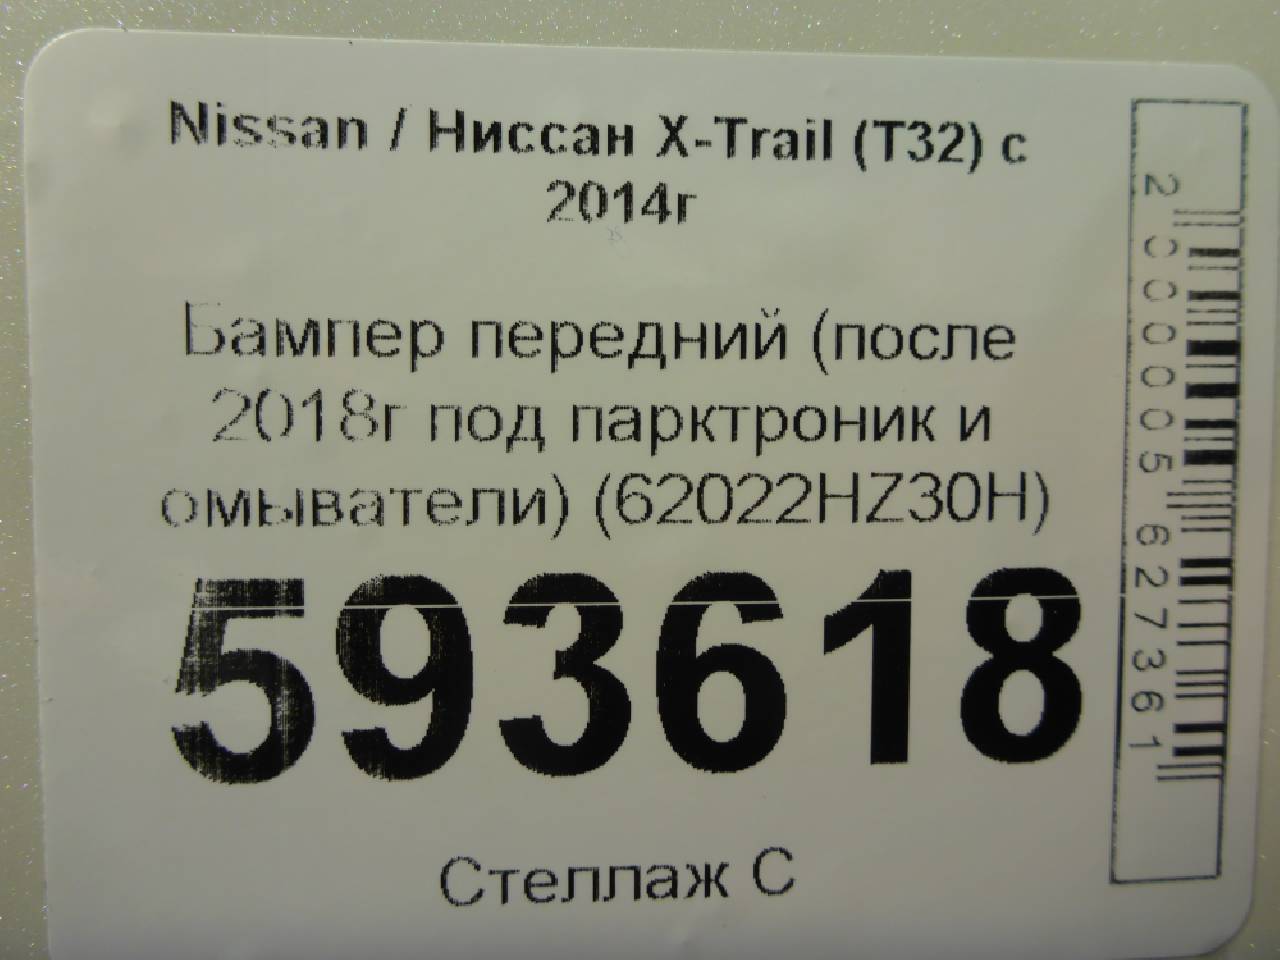 Nissan / Ниссан X-Trail (T32) с
2014г
Бампер передний (после
2018г под парктроник и
омыватели) (62022HZ30H)
593618
Стеллаж С
2000005627361